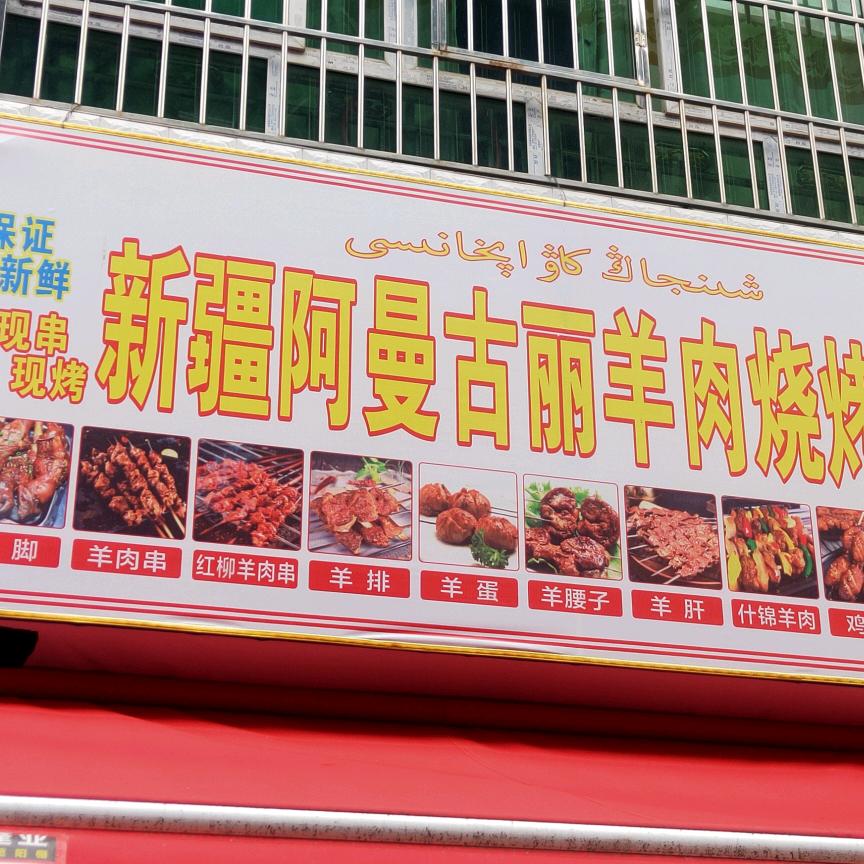 保证
新鲜
现串
现烤
شىنجاڭ كاۋاپخانىسى
新疆阿曼古丽羊肉烧烤
脚
羊肉串
红柳羊肉串
羊排
羊蛋
羊腰子
羊肝
什锦羊肉
鸡